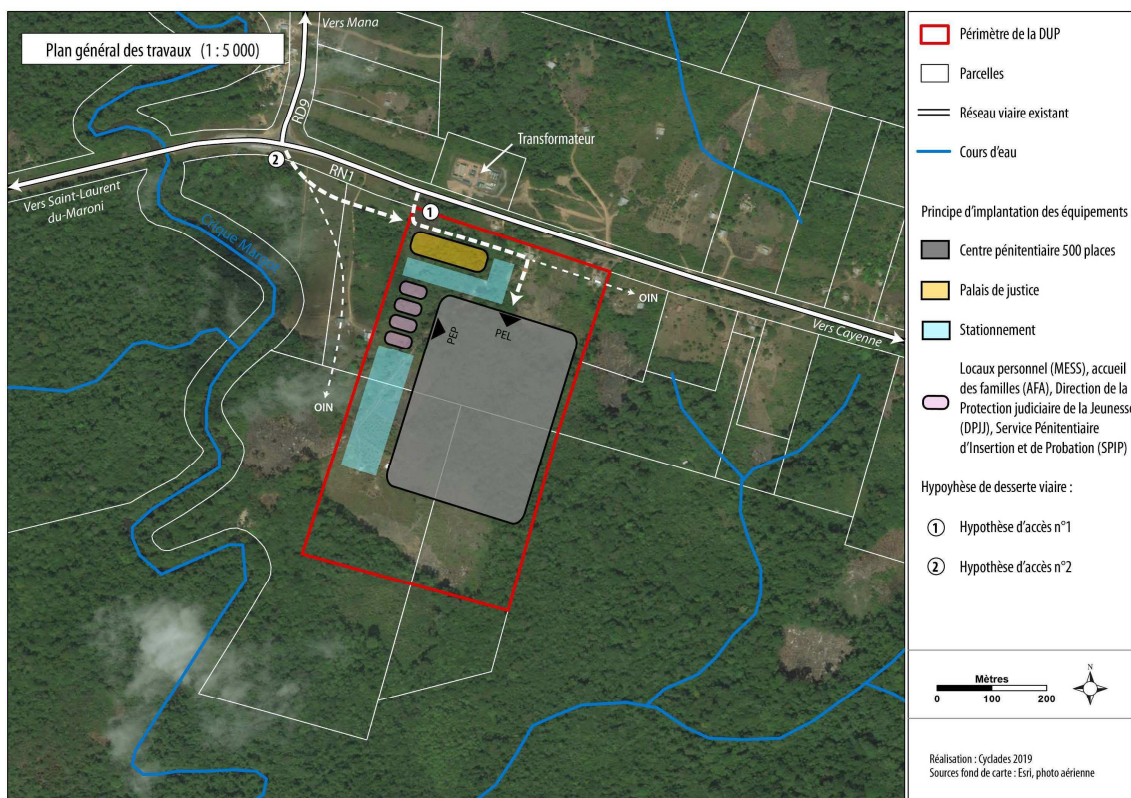 Plan général des travaux (1 : 5 000)
Vers Mana
RD9
Transformateur
2
RN1
Vers Saint-Laurent
du-Maroni
1
Crique Margot
OIN
Vers Cayenne
PEP
PEL
OIN
Périmètre de la DUP
Parcelles
Réseau viaire existant
Cours d'eau
Principe d'implantation des équipements
Centre pénitentiaire 500 places
Palais de justice
Stationnement
Locaux personnel (MESS), accueil
des familles (AFA), Direction de la
Protection judiciaire de la Jeunesse
(DPJJ), Service Pénitentiaire
d'Insertion et de Probation (SPIP)
Hypoyhèse de desserte viaire :
1 Hypothèse d'accès n°1
2 Hypothèse d'accès n°2
N
Mètres
0 100 200
Réalisation : Cyclades 2019
Sources fond de carte : Esri, photo aérienne